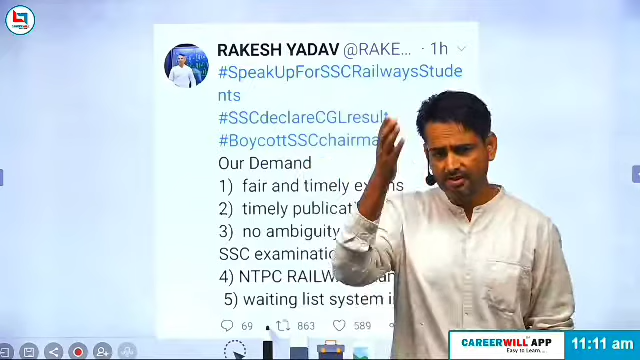 RAKESH YADAV @RAKE... · 1h
#SpeakUpForSSCRailwaysStude
nts
#SSCdeclareCGLresult
#BoycottSSCchairma
Our Demand
1) fair and timely exams
2) timely publicat
3) no ambiguity
SSC examinatio
4) NTPC RAILW
5) waiting list system i
69 863 589
CAREERWILL APP
Easy to Learn...
11:11 am